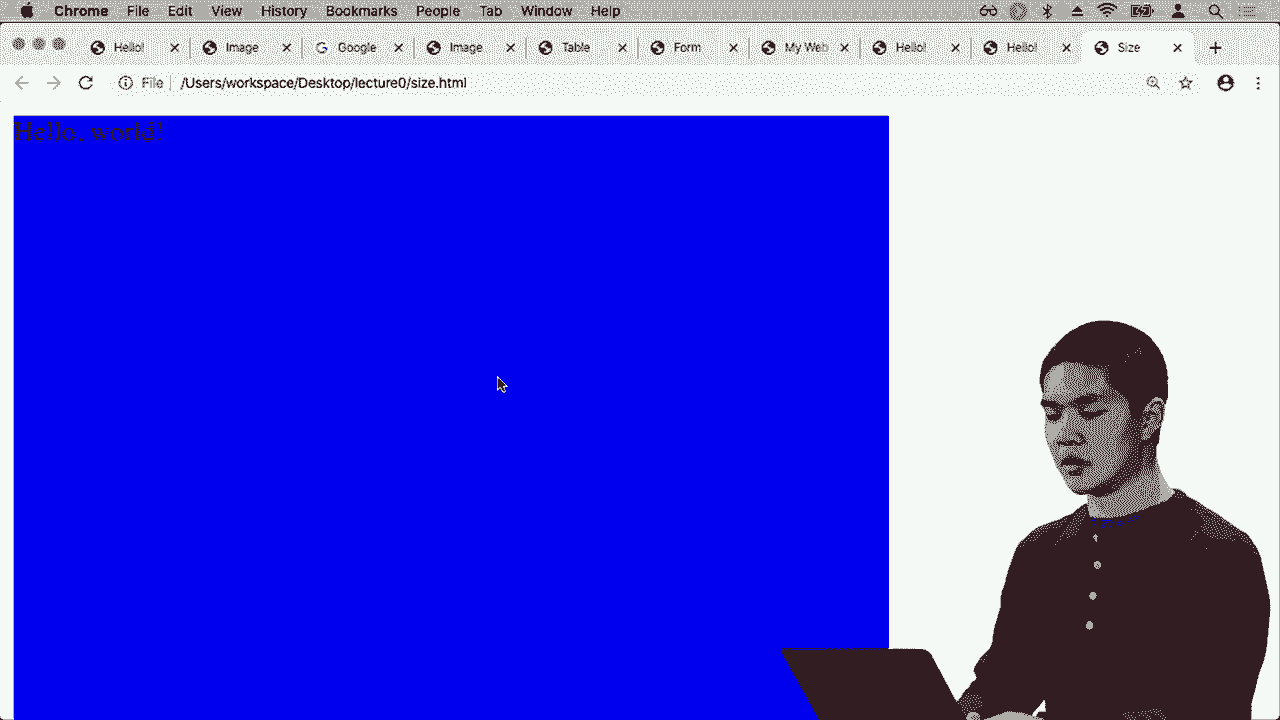 Chrome File Edit View History Bookmarks People Tab Window Help
Hello! Image Google Image Table Form My Web Hello! Hello! Size
File /Users/workspace/Desktop/lecture0/size.html
Hello, world!